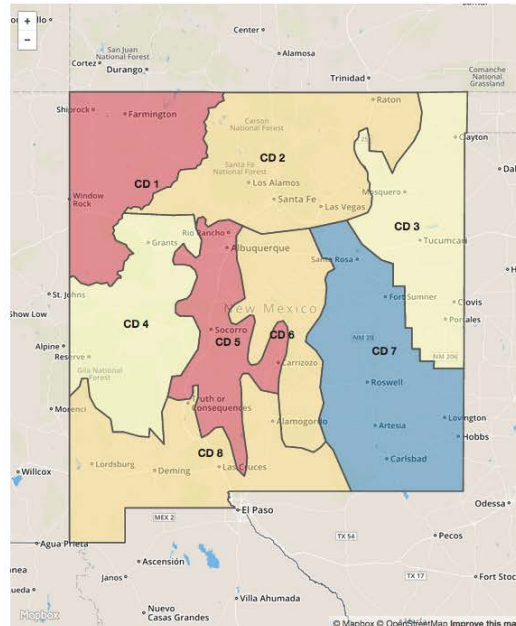 Center
+
−
San Juan National Forest
Alamosa
Cortez
Durango
Trinidad
Comanche National Grassland
Raton
Shiprock
Farmington
Carson National Forest
Clayton
CD 2
Santa Fe National Forest
CD 1
Los Alamos
Mosquero
Window Rock
Santa Fe
Las Vegas
CD 3
Rio Rancho
Tucumcari
Grants
Albuquerque
Santa Rosa
St. Johns
Fort Sumner
New Mexico
Clovis
Show Low
CD 4
Portales
Socorro
CD 6
NM 20
Alpine
CD 5
CD 7
Reserve
Carrizozo
NM 206
Gila National Forest
Roswell
Truth or Consequences
Morenci
Lovington
Alamogordo
Artesia
Hobbs
CD 8
Lordsburg
Las Cruces
Carlsbad
Willcox
Deming
Odessa
MEX 2
El Paso
Agua Prieta
TX 54
Pecos
Ascensión
TX 17
Janos
Fort Stoc
Villa Ahumada
Nuevo Casas Grandes
Mapbox
© Mapbox © OpenStreetMap Improve this ma